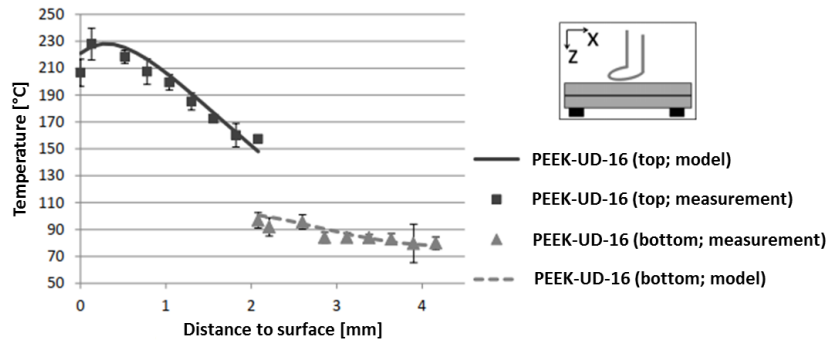 250
230
210
190
170
150
130
110
90
70
50
Temperature [°C]
0
1
2
3
4
Distance to surface [mm]
X
Z
PEEK-UD-16 (top; model)
PEEK-UD-16 (top; measurement)
PEEK-UD-16 (bottom; measurement)
PEEK-UD-16 (bottom; model)